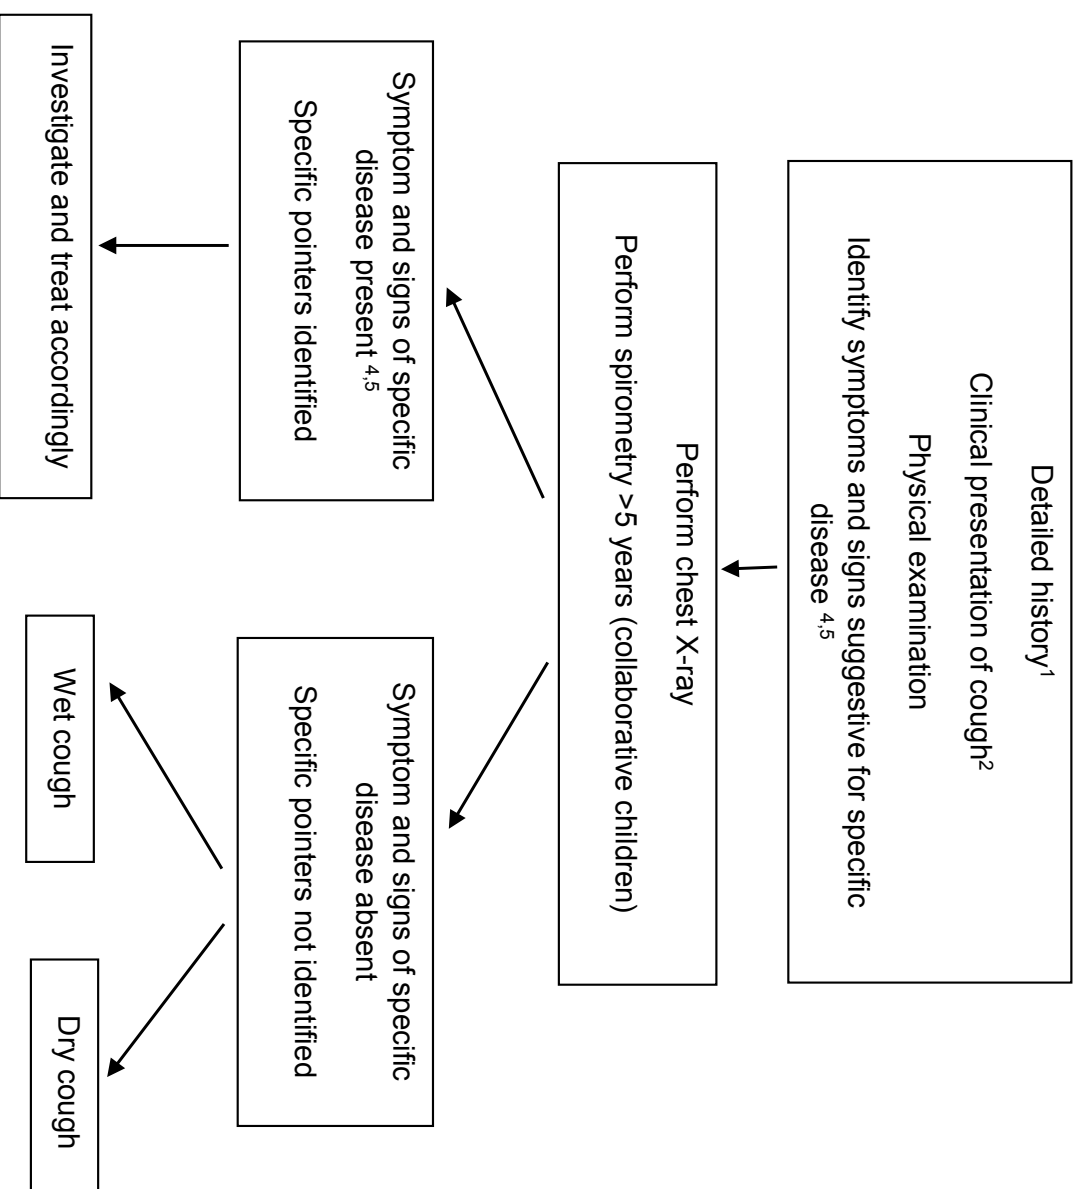 Detailed history¹
Clinical presentation of cough²
Physical examination
Identify symptoms and signs suggestive for specific
disease ⁴,⁵
Perform chest X-ray
Perform spirometry >5 years (collaborative children)
Symptom and signs of specific
disease present ⁴,⁵
Specific pointers identified
Symptom and signs of specific
disease absent
Specific pointers not identified
Investigate and treat accordingly
Wet cough
Dry cough